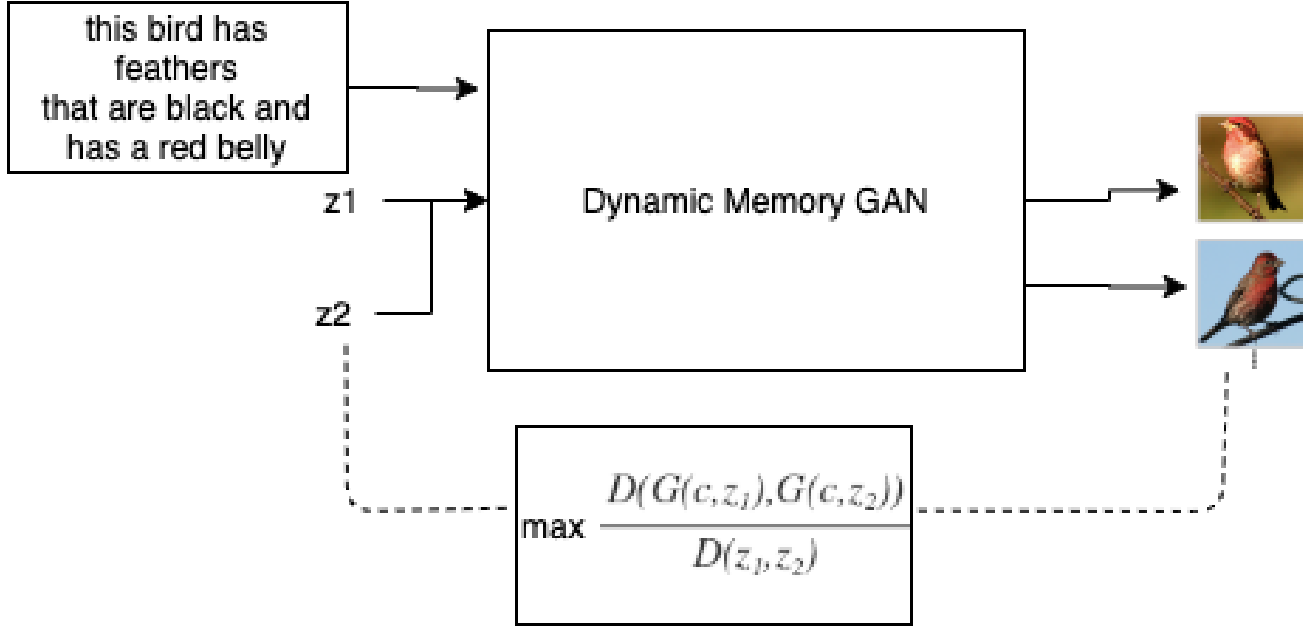 this bird has
feathers
that are black and
has a red belly
z1
Dynamic Memory GAN
z2
max D(G(c,z₁),G(c,z₂))
D(z₁,z₂)